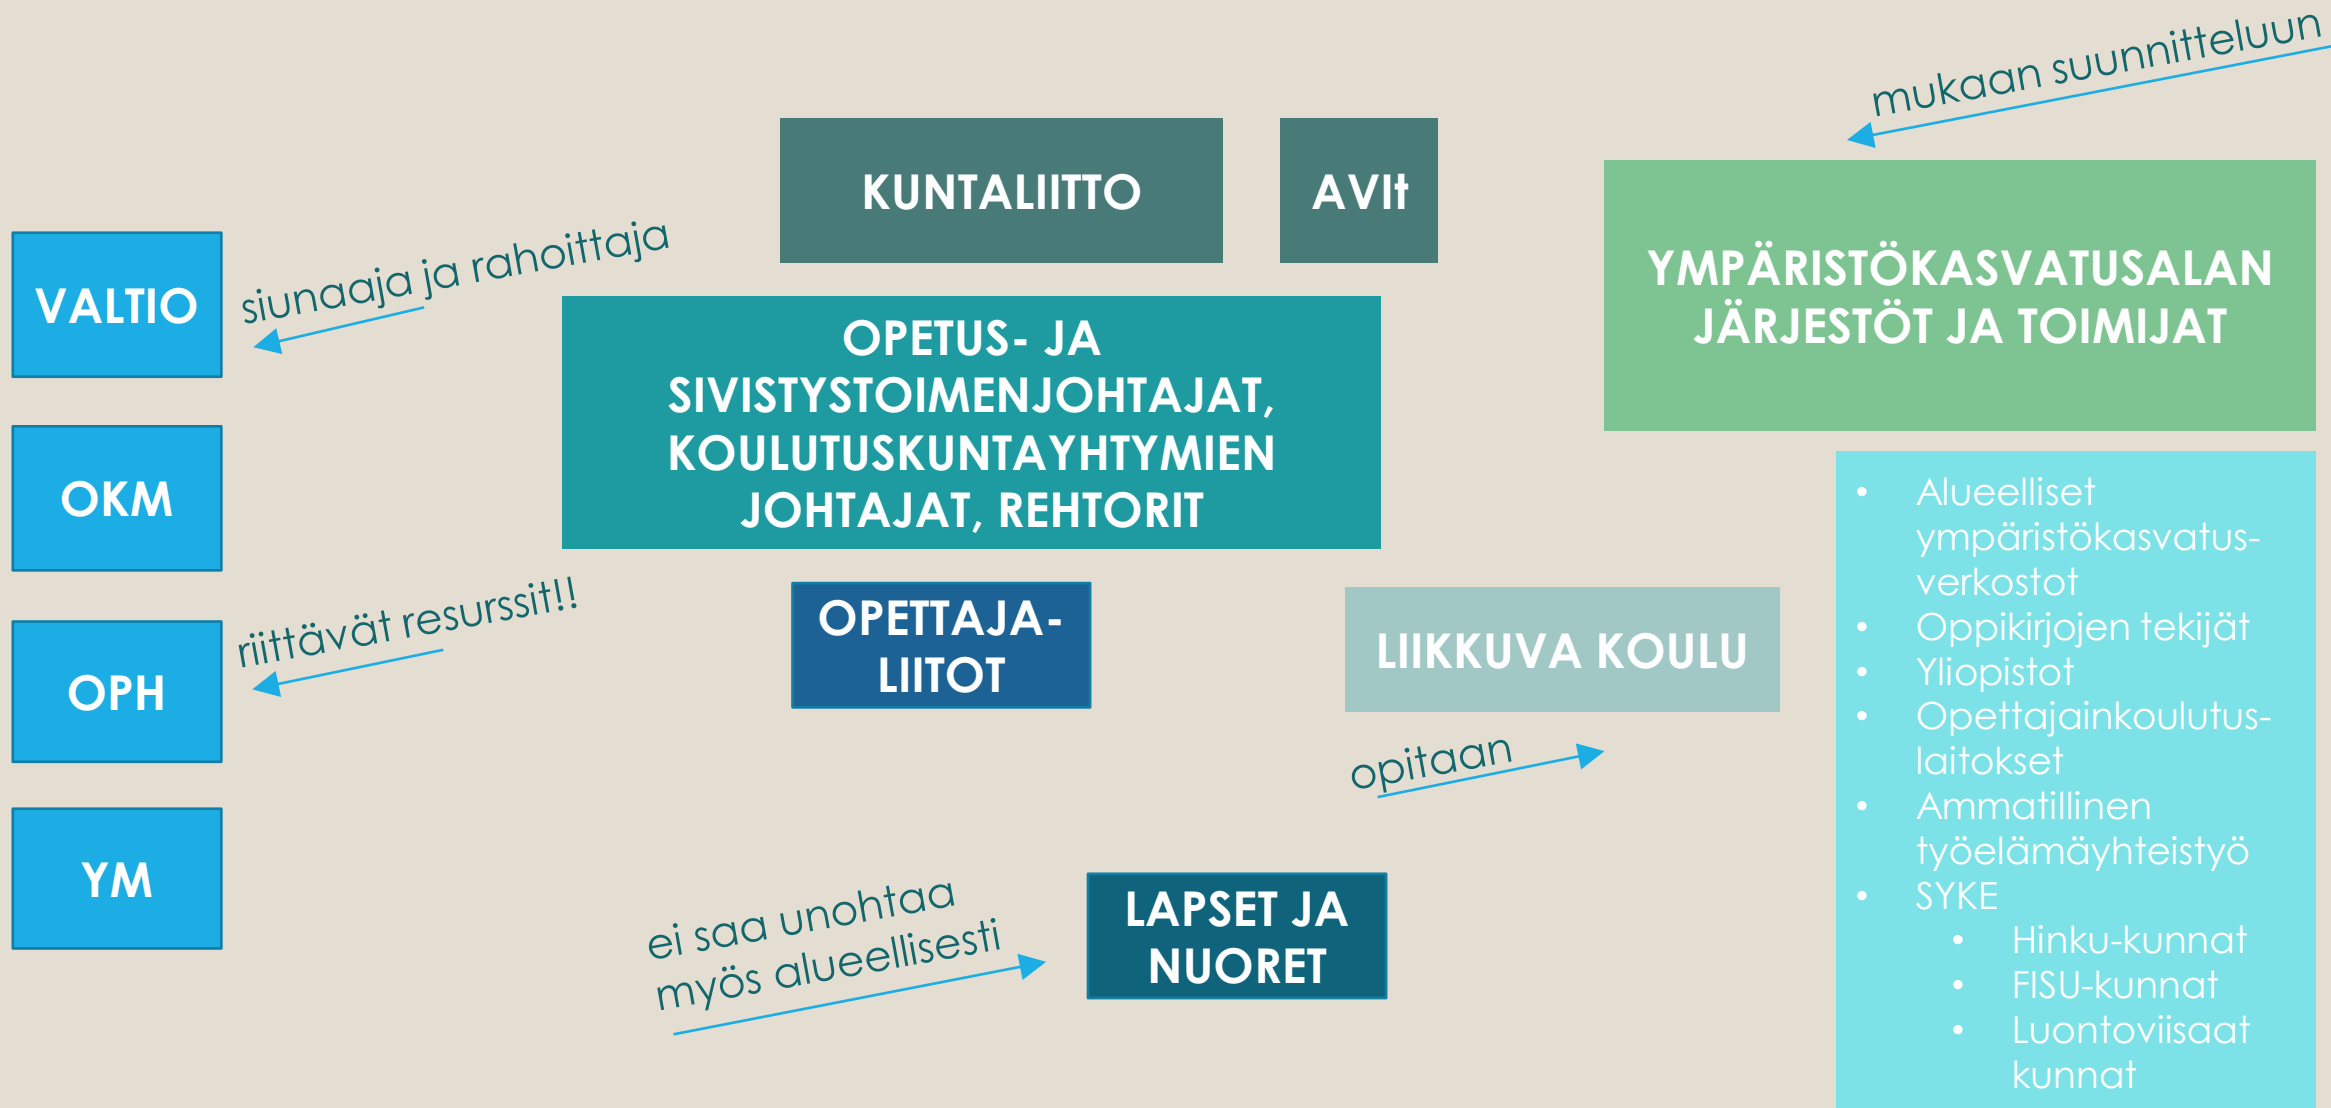 mukaan suunnitteluun
KUNTALIITTO
AVIt
VALTIO
siunaaja ja rahoittaja
YMPÄRISTÖKASVATUSALAN
JÄRJESTÖT JA TOIMIJAT
OPETUS- JA
SIVISTYSTOIMENJOHTAJAT,
KOULUTUSKUNTAYHTYMIEN
JOHTAJAT, REHTORIT
OKM
OPH
riittävät resurssit!!
OPETTAJA-
LIITOT
LIIKKUVA KOULU
opitaan
YM
ei saa unohtaa
myös alueellisesti
LAPSET JA
NUORET
• Alueelliset
ympäristökasvatus-
verkostot
• Oppikirjojen tekijät
• Yliopistot
• Opettajainkoulutus-
laitokset
• Ammatillinen
työelämäyhteistyö
• SYKE
• Hinku-kunnat
• FISU-kunnat
• Luontoviisaat
kunnat